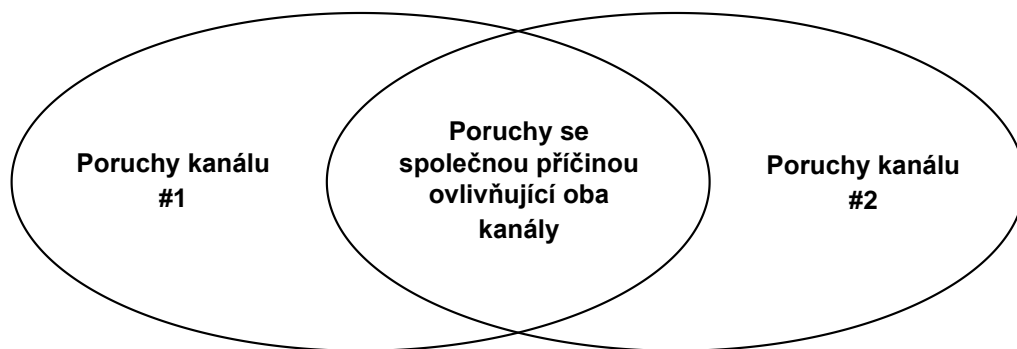 Poruchy kanálu
#1
Poruchy se
společnou příčinou
ovlivňující oba
kanály
Poruchy kanálu
#2